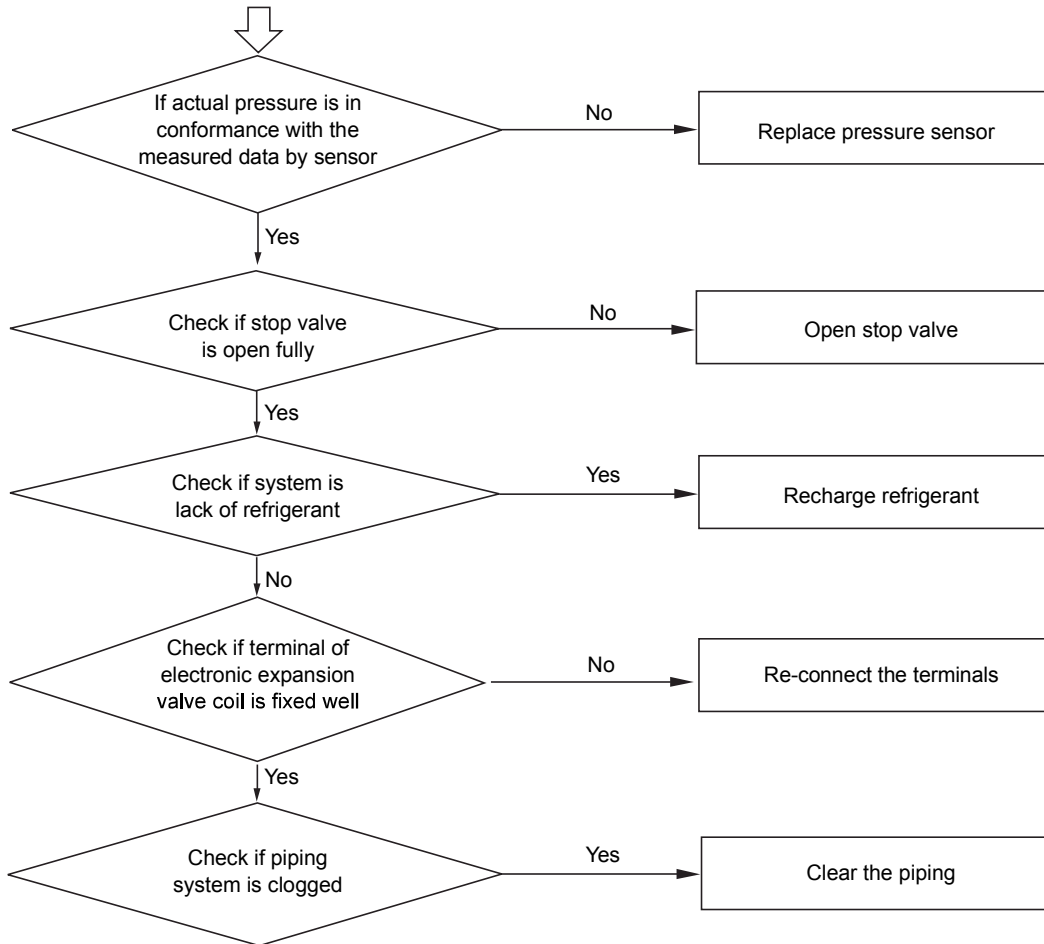 If actual pressure is in
conformance with the
measured data by sensor
No
Replace pressure sensor
Yes
Check if stop valve
is open fully
No
Open stop valve
Yes
Check if system is
lack of refrigerant
Yes
Recharge refrigerant
No
Check if terminal of
electronic expansion
valve coil is fixed well
No
Re-connect the terminals
Yes
Check if piping
system is clogged
Yes
Clear the piping